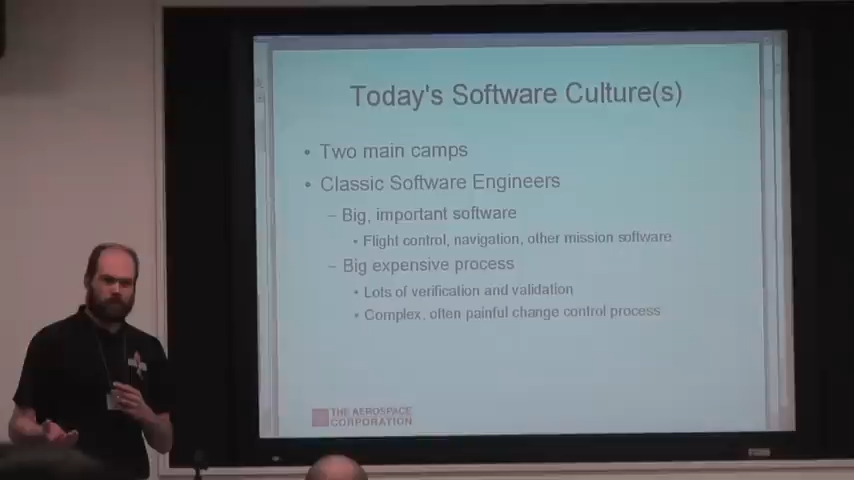 Today's Software Culture(s)
• Two main camps
• Classic Software Engineers
– Big, important software
• Flight control, navigation, other mission software
– Big expensive process
• Lots of verification and validation
• Complex, often painful change control process
THE AEROSPACE
CORPORATION